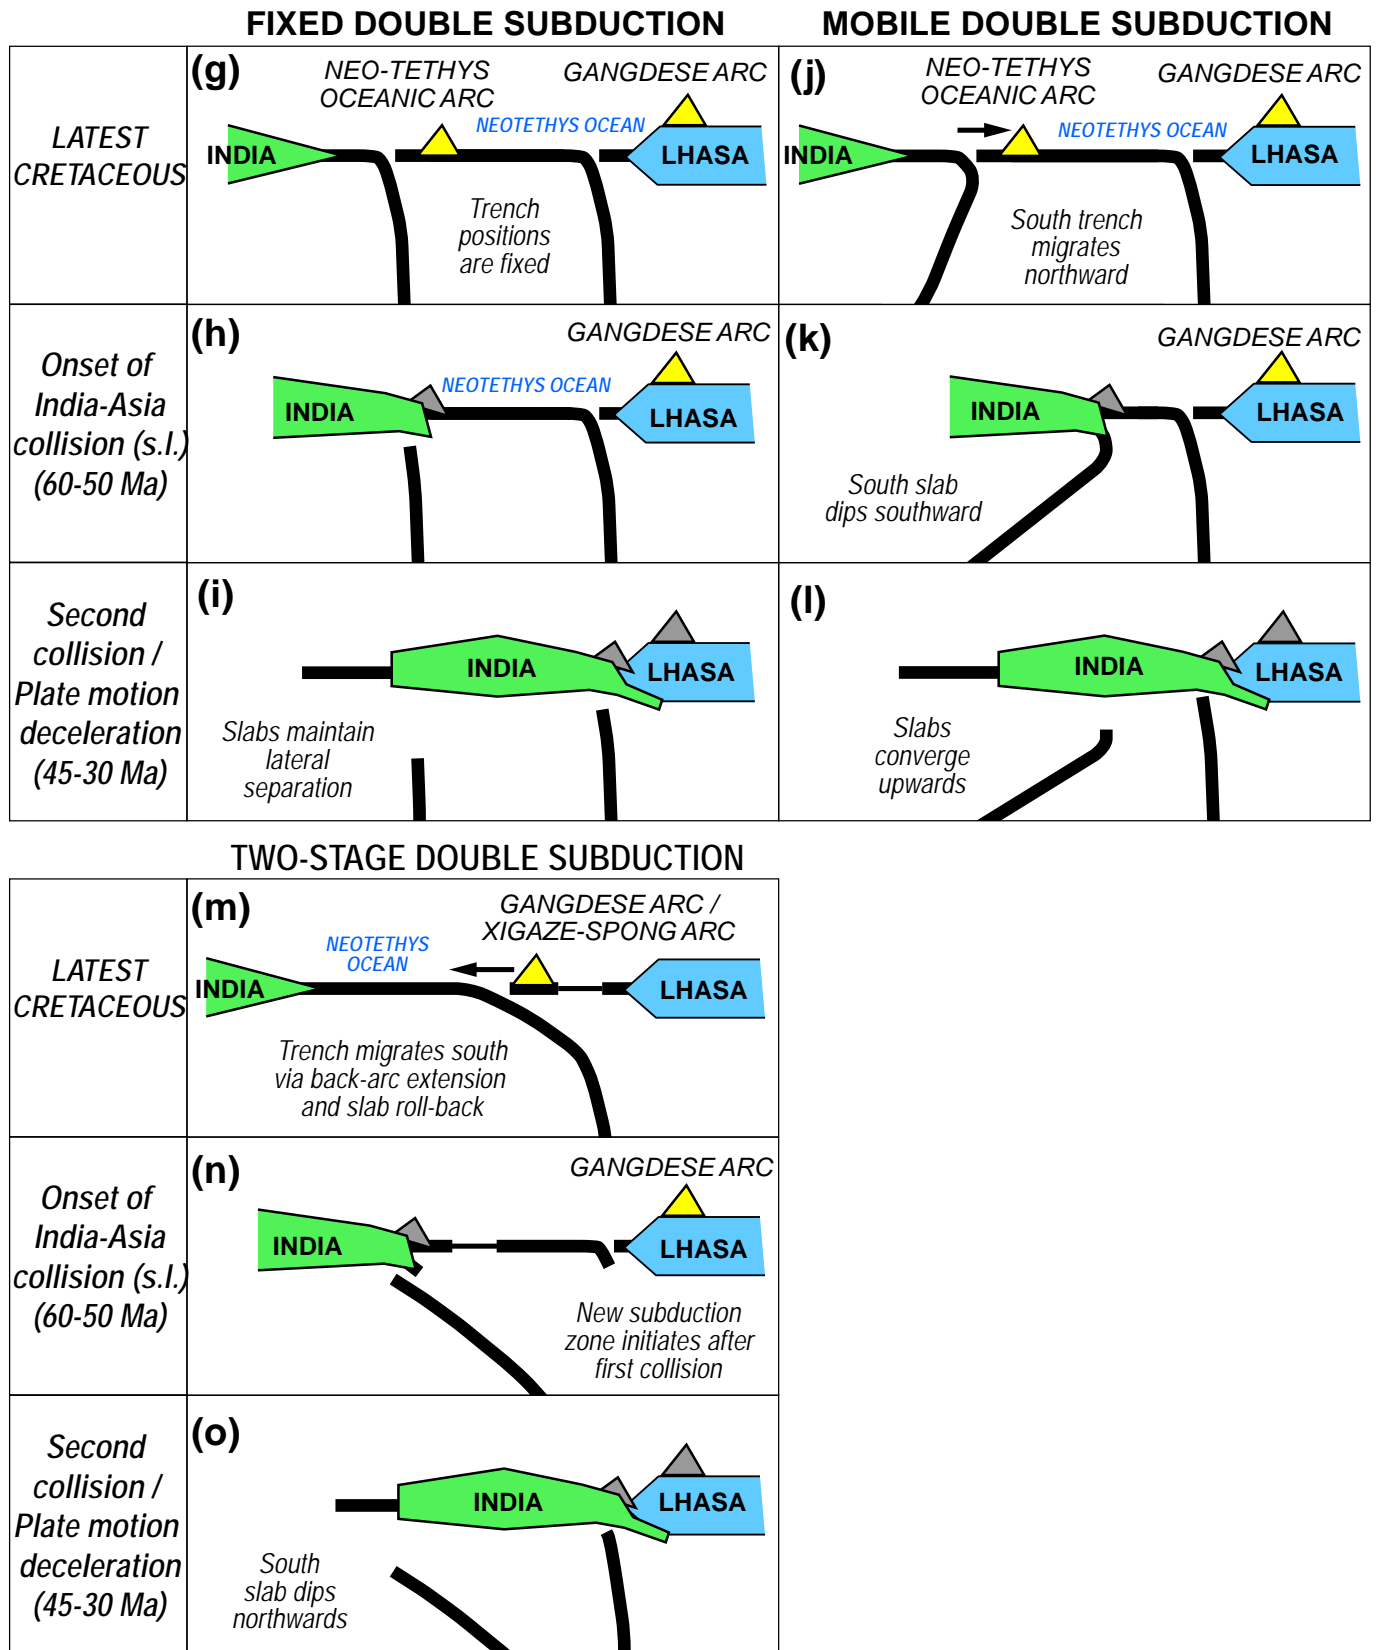 FIXED DOUBLE SUBDUCTION
MOBILE DOUBLE SUBDUCTION
LATEST
CRETACEOUS
(g)
NEO-TETHYS
OCEANIC ARC
GANGDESE ARC
NEOTETHYS OCEAN
INDIA
LHASA
Trench
positions
are fixed
(j)
NEO-TETHYS
OCEANIC ARC
GANGDESE ARC
NEOTETHYS OCEAN
INDIA
LHASA
South trench
migrates
northward
Onset of
India-Asia
collision (s.l.)
(60-50 Ma)
(h)
GANGDESE ARC
NEOTETHYS OCEAN
INDIA
LHASA
(k)
GANGDESE ARC
INDIA
LHASA
South slab
dips southward
Second
collision /
Plate motion
deceleration
(45-30 Ma)
(i)
INDIA
LHASA
Slabs maintain
lateral
separation
(l)
INDIA
LHASA
Slabs
converge
upwards
TWO-STAGE DOUBLE SUBDUCTION
LATEST
CRETACEOUS
(m)
GANGDESE ARC /
XIGAZE-SPONG ARC
NEOTETHYS
OCEAN
INDIA
LHASA
Trench migrates south
via back-arc extension
and slab roll-back
Onset of
India-Asia
collision (s.l.)
(60-50 Ma)
(n)
GANGDESE ARC
INDIA
LHASA
New subduction
zone initiates after
first collision
Second
collision /
Plate motion
deceleration
(45-30 Ma)
(o)
INDIA
LHASA
South
slab dips
northwards